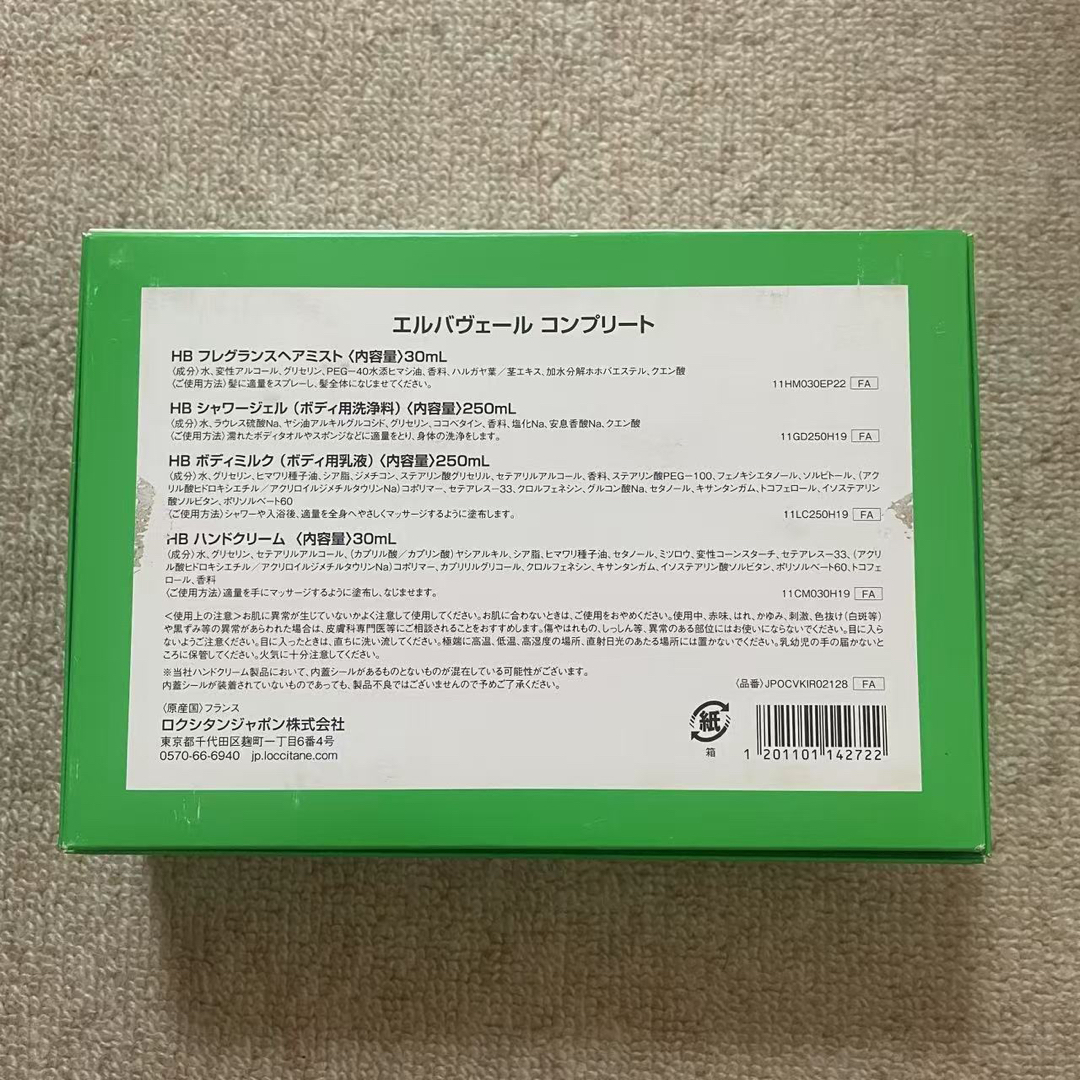 エルバヴェール コンプリート
HB フレグランスヘアミスト 〈内容量〉30mL
〈成分〉水、変性アルコール、グリセリン、PEG－40水添ヒマシ油、香料、ハルガヤ葉／茎エキス、加水分解ホホバエステル、クエン酸
〈ご使用方法〉髪に適量をスプレーし、髪全体になじませてください。 11HM030EP22 FA
HB シャワージェル （ボディ用洗浄料）〈内容量〉250mL
〈成分〉水、ラウレス硫酸Na、ヤシ油アルキルグルコシド、グリセリン、ココベタイン、香料、塩化Na、安息香酸Na、クエン酸
〈ご使用方法〉濡れたボディタオルやスポンジなどに適量をとり、身体の洗浄をします。 11GD250H19 FA
HB ボディミルク （ボディ用乳液）〈内容量〉250mL
〈成分〉水、グリセリン、ヒマワリ種子油、シア脂、ジメチコン、ステアリン酸グリセリル、セテアリルアルコール、香料、ステアリン酸PEG－100、フェノキシエタノール、ソルビトール、（アク
リル酸ヒドロキシエチル／アクリロイルジメチルタウリンNa）コポリマー、セテアレス－33、クロルフェネシン、グルコン酸Na、セタノール、キサンタンガム、トコフェロール、イソステアリン
酸ソルビタン、ポリソルベート60
〈ご使用方法〉シャワーや入浴後、適量を全身へやさしくマッサージするように塗布します。 11LC250H19 FA
HB ハンドクリーム 〈内容量〉30mL
〈成分〉水、グリセリン、セテアリルアルコール、（カプリル酸／カプリン酸）ヤシアルキル、シア脂、ヒマワリ種子油、セタノール、ミツロウ、変性コーンスターチ、セテアレス－33、（アクリ
ル酸ヒドロキシエチル／アクリロイルジメチルタウリンNa）コポリマー、カプリリルグリコール、クロルフェネシン、キサンタンガム、イソステアリン酸ソルビタン、ポリソルベート60、トコフェ
ロール、香料
〈ご使用方法〉適量を手にマッサージするように塗布し、なじませます。 11CM030H19 FA
＜使用上の注意＞お肌に異常が生じていないかよく注意して使用してください。お肌に合わないときは、ご使用をおやめください。使用中、赤味、はれ、かゆみ、刺激、色抜け（白斑等）
や黒ずみ等の異常があらわれた場合は、皮膚科専門医等にご相談されることをおすすめします。傷やはれもの、しっしん等、異常のある部位にはお使いにならないでください。目に入ら
ないようご注意ください。目に入ったときは、直ちに洗い流してください。極端に高温、低温、高湿度の場所、直射日光のあたる場所には置かないでください。乳幼児の手の届かないと
ころに保管してください。火気に十分注意してください。
※当社ハンドクリーム製品において、内蓋シールがあるものとないものが混在している可能性がございます。
内蓋シールが装着されていないものであっても、製品不良ではございませんので予めご了承ください。
〈品番〉JPOCVKIR02128 FA
〈原産国〉フランス
ロクシタンジャポン株式会社
東京都千代田区麹町一丁目6番4号
0570-66-6940 jp.loccitane.com
紙
箱
1 201101 142722